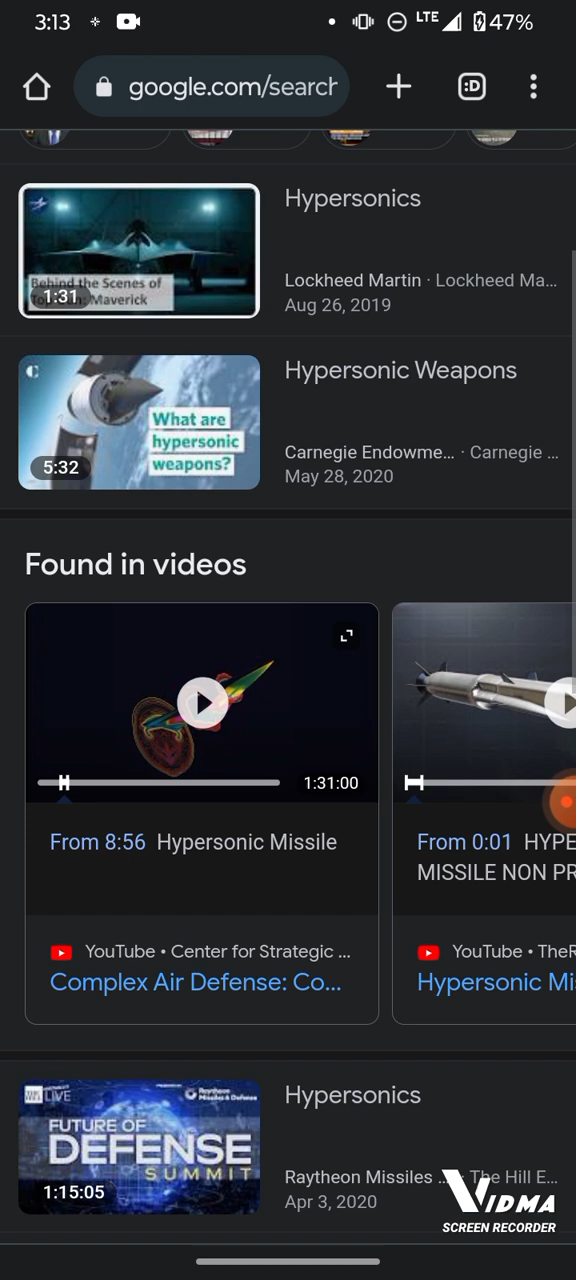 3:13
LTE
47%
google.com/search
:D
Hypersonics
Behind the Scenes of
Top Gun: Maverick
1:31
Lockheed Martin · Lockheed Ma…
Aug 26, 2019
Hypersonic Weapons
What are
hypersonic
weapons?
5:32
Carnegie Endowme… · Carnegie …
May 28, 2020
Found in videos
1:31:00
From 8:56 Hypersonic Missile
From 0:01 HYPE
MISSILE NON PR
YouTube • Center for Strategic ...
YouTube • TheR
Complex Air Defense: Co...
Hypersonic Mis
LIVE
Raytheon
Missiles & Defense
FUTURE OF
DEFENSE
SUMMIT
1:15:05
Hypersonics
Raytheon Missiles … · The Hill E…
Apr 3, 2020
VIDMA
SCREEN RECORDER